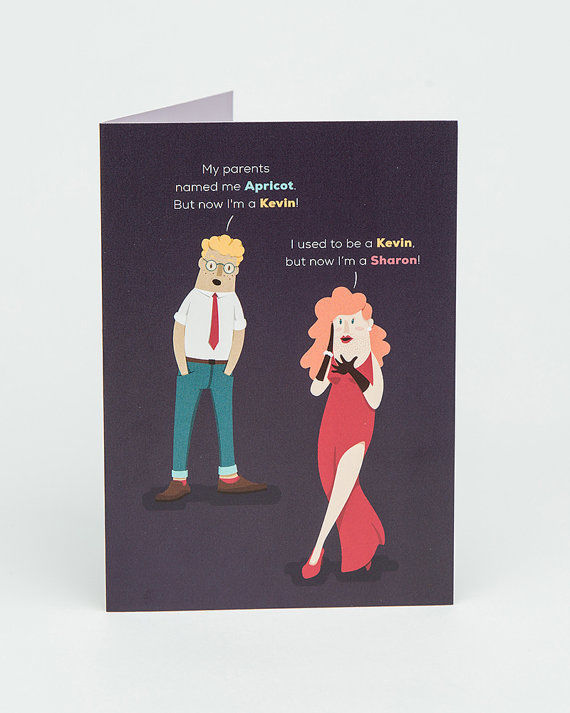 My parents
named me Apricot.
But now I'm a Kevin!
I used to be a Kevin,
but now I'm a Sharon!